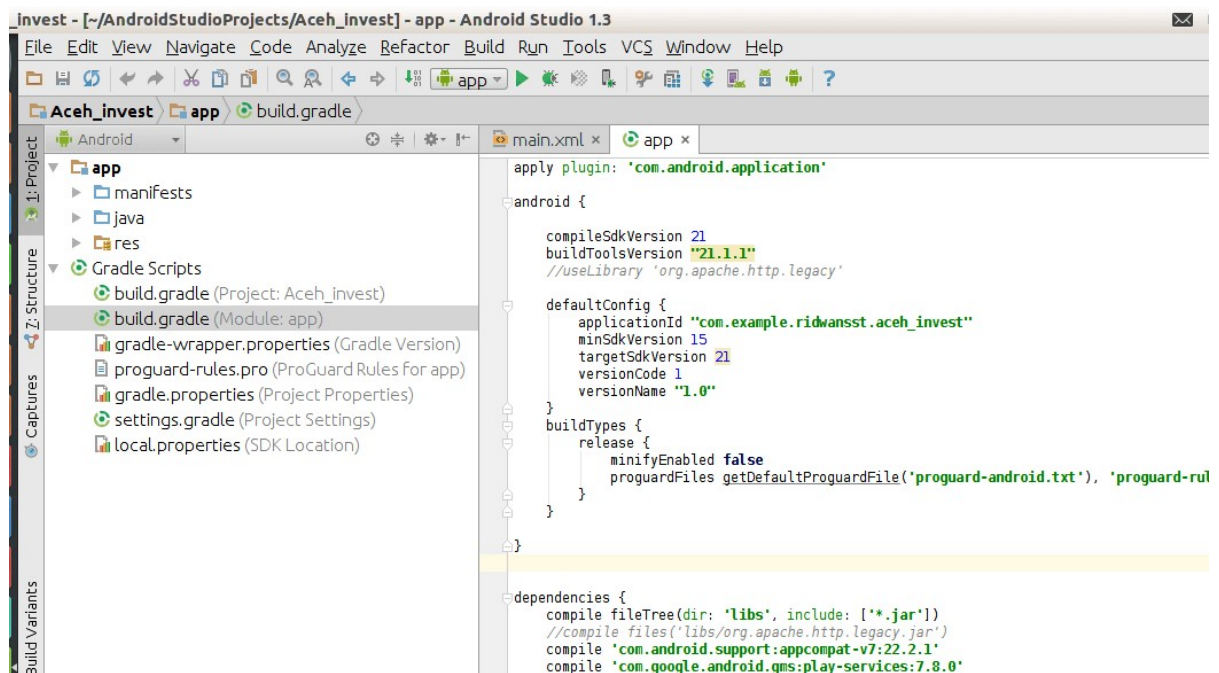 _invest - [~/AndroidStudioProjects/Aceh_invest] - app - Android Studio 1.3
File Edit View Navigate Code Analyze Refactor Build Run Tools VCS Window Help
app
Aceh_invest app build.gradle
1: Project
7: Structure
Captures
Build Variants
Android
app
manifests
java
res
Gradle Scripts
build.gradle (Project: Aceh_invest)
build.gradle (Module: app)
gradle-wrapper.properties (Gradle Version)
proguard-rules.pro (ProGuard Rules for app)
gradle.properties (Project Properties)
settings.gradle (Project Settings)
local.properties (SDK Location)
main.xml × app ×
apply plugin: 'com.android.application'
android {
compileSdkVersion 21
buildToolsVersion "21.1.1"
//useLibrary 'org.apache.http.legacy'
defaultConfig {
applicationId "com.example.ridwansst.aceh_invest"
minSdkVersion 15
targetSdkVersion 21
versionCode 1
versionName "1.0"
}
buildTypes {
release {
minifyEnabled false
proguardFiles getDefaultProguardFile('proguard-android.txt'), 'proguard-rul
}
}
}
dependencies {
compile fileTree(dir: 'libs', include: ['*.jar'])
//compile files('libs/org.apache.http.legacy.jar')
compile 'com.android.support:appcompat-v7:22.2.1'
compile 'com.google.android.gms:play-services:7.8.0'